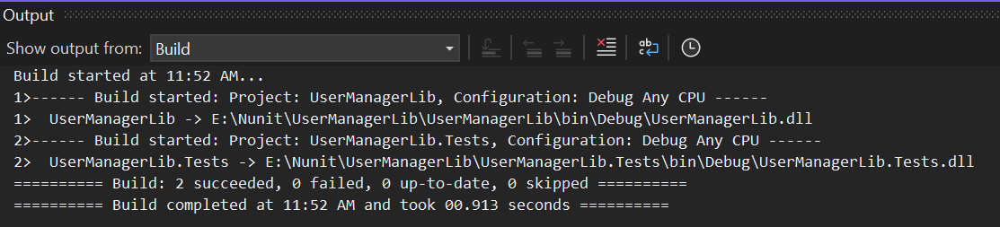 Output
Show output from: Build
Build started at 11:52 AM...
1>------ Build started: Project: UserManagerLib, Configuration: Debug Any CPU ------
1>  UserManagerLib -> E:\Nunit\UserManagerLib\UserManagerLib\bin\Debug\UserManagerLib.dll
2>------ Build started: Project: UserManagerLib.Tests, Configuration: Debug Any CPU ------
2>  UserManagerLib.Tests -> E:\Nunit\UserManagerLib\UserManagerLib.Tests\bin\Debug\UserManagerLib.Tests.dll
========== Build: 2 succeeded, 0 failed, 0 up-to-date, 0 skipped ==========
========== Build completed at 11:52 AM and took 00.913 seconds ==========